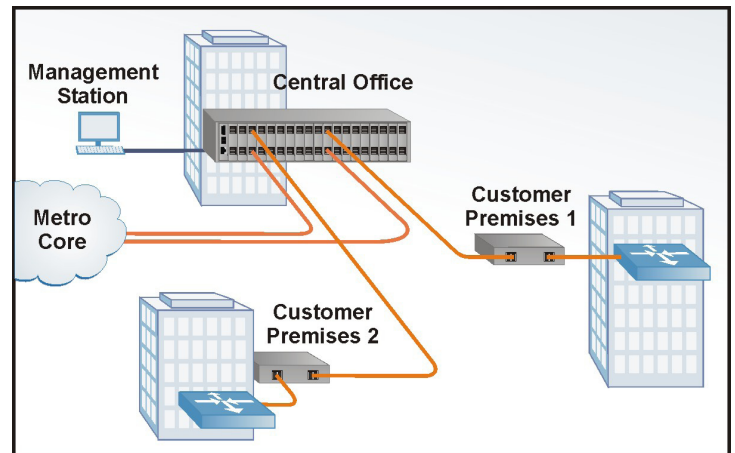 Management
Station
Central Office
Metro
Core
Customer
Premises 1
Customer
Premises 2